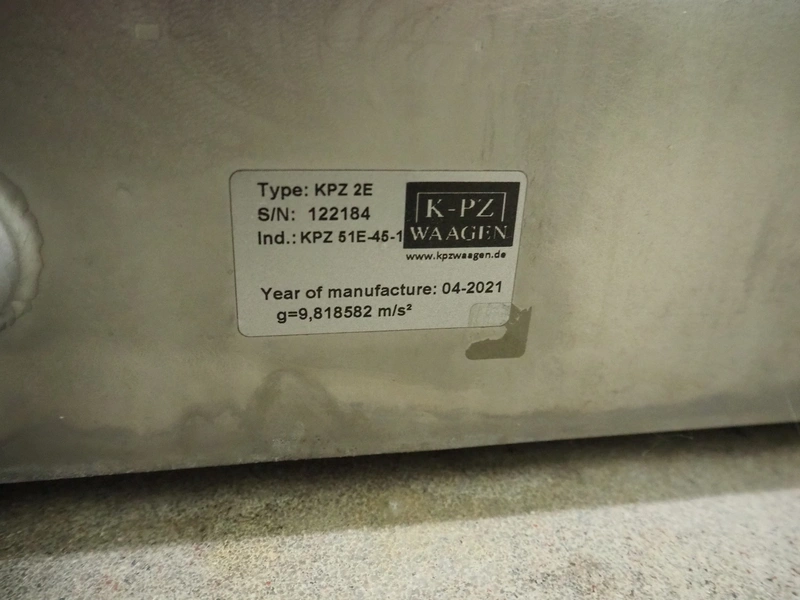 Type: KPZ 2E
S/N: 122184
Ind.: KPZ 51E-45-1
K-PZ
WAAGEN
www.kpzwaagen.de
Year of manufacture: 04-2021
g=9,818582 m/s²